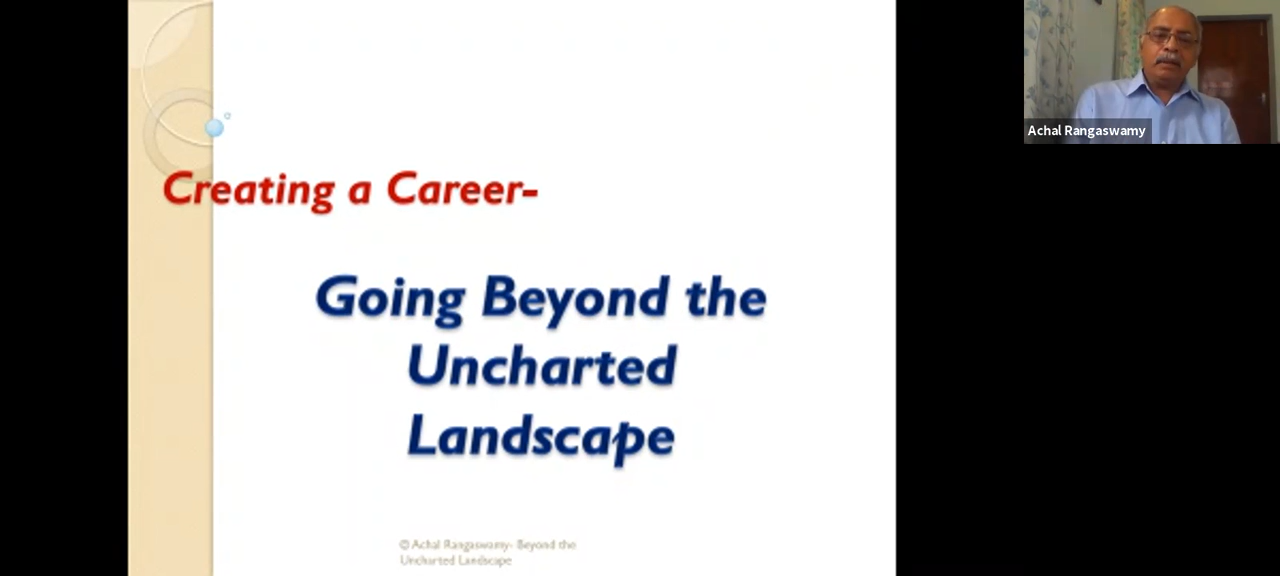 Creating a Career-
Going Beyond the
Uncharted
Landscape
© Achal Rangaswamy- Beyond the
Uncharted Landscape
Achal Rangaswamy